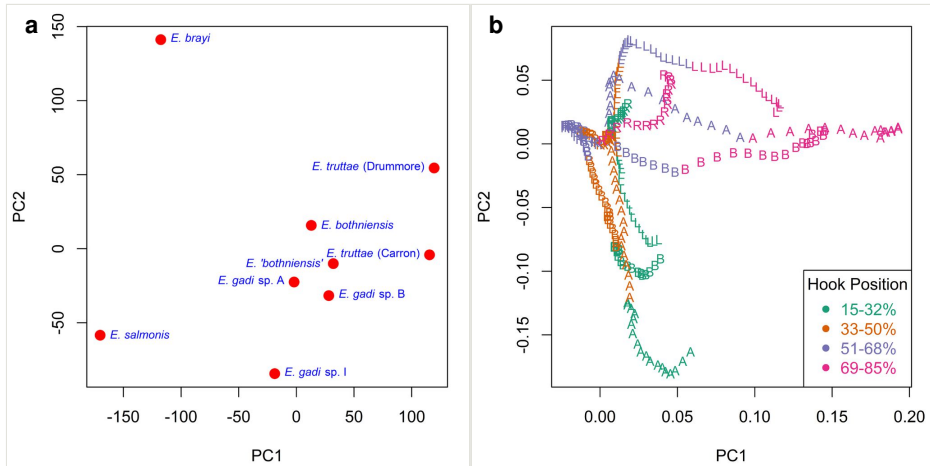 a
PC2
150
100
50
0
-50
E. brayi
E. truttae (Drummore)
E. bothniensis
E. truttae (Carron)
E. 'bothniensis'
E. gadi sp. A
E. gadi sp. B
E. salmonis
E. gadi sp. I
-150 -100 -50 0 50 100
PC1
b
PC2
0.05
0.00
-0.05
-0.10
-0.15
Hook Position
15-32%
33-50%
51-68%
69-85%
0.00 0.05 0.10 0.15 0.20
PC1